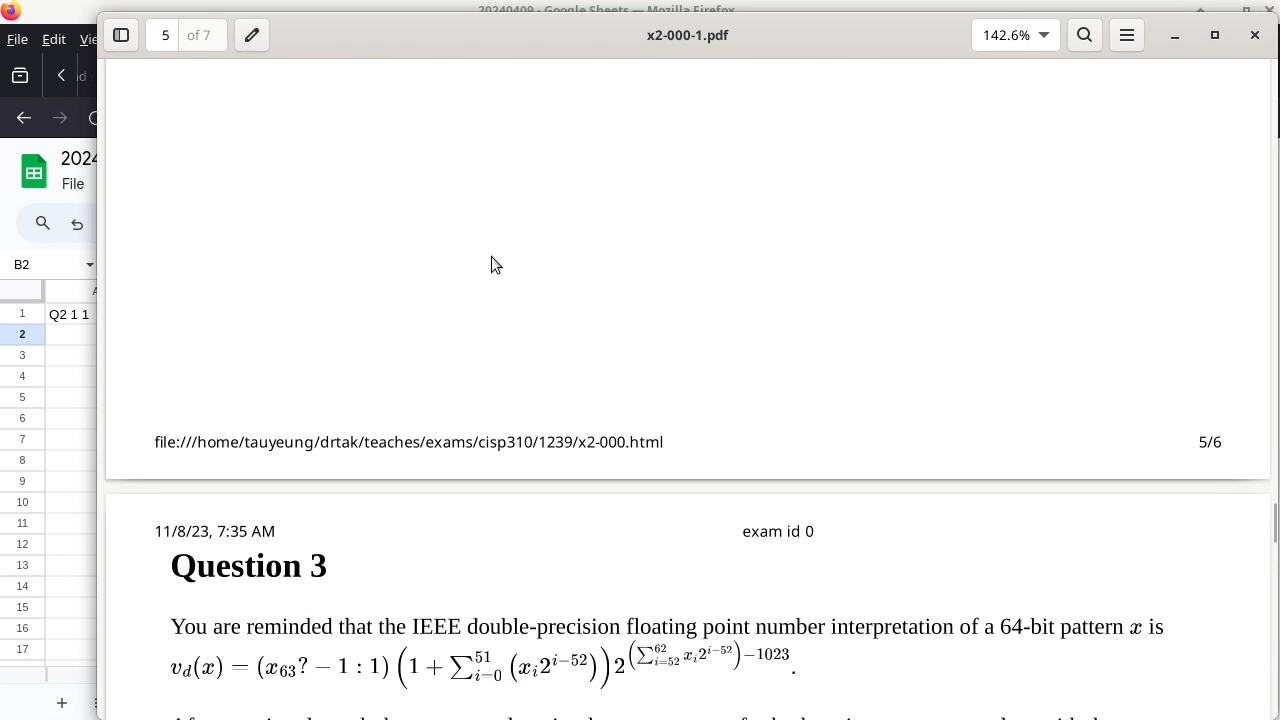 20240409 - Google Sheets — Mozilla Firefox
File Edit Vie
5 of 7
x2-000-1.pdf
142.6%
2024
File
B2
A
1
Q2 1 1
2
3
4
5
6
7
8
9
10
11
12
13
14
15
16
17
file:///home/tauyeung/drtak/teaches/exams/cisp310/1239/x2-000.html 5/6
11/8/23, 7:35 AM exam id 0
Question 3
You are reminded that the IEEE double-precision floating point number interpretation of a 64-bit pattern x is
v_d(x) = (x_63? − 1 : 1) (1 + ∑_{i=0}^{51} (x_i 2^{i−52})) 2^{(∑_{i=52}^{62} x_i 2^{i−52})−1023}.